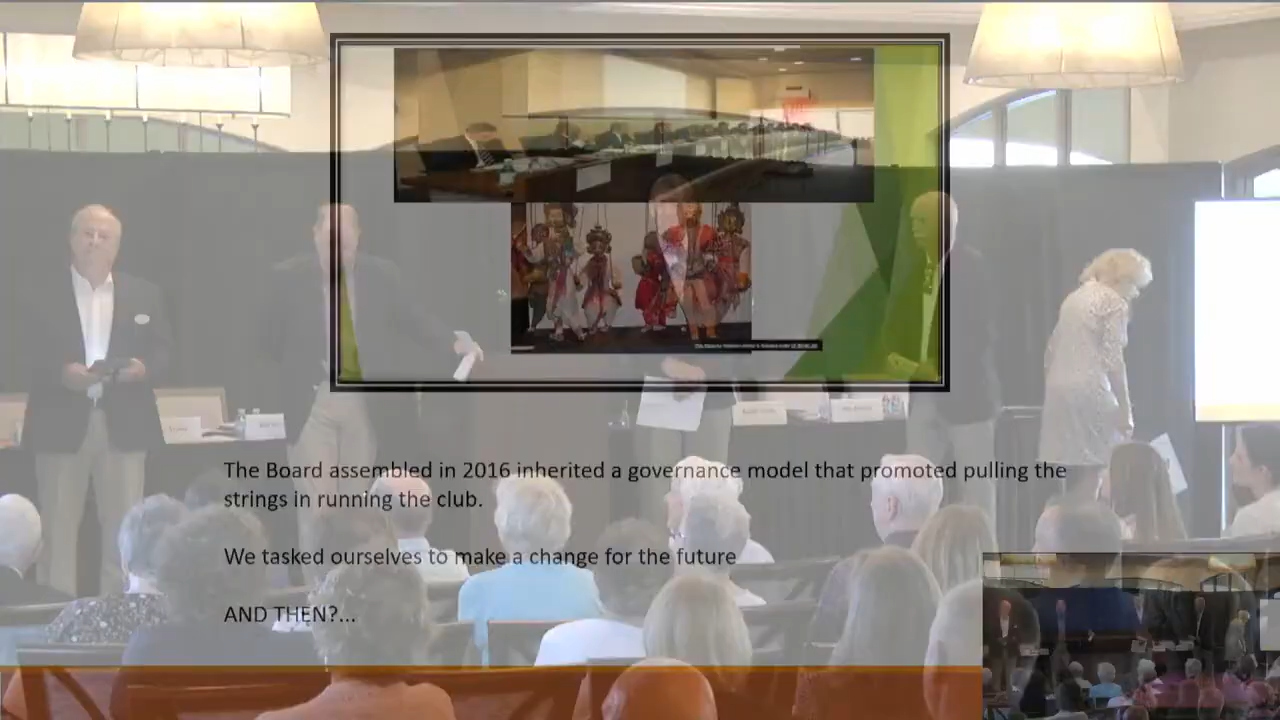 The Board assembled in 2016 inherited a governance model that promoted pulling the
strings in running the club.
We tasked ourselves to make a change for the future
AND THEN?...